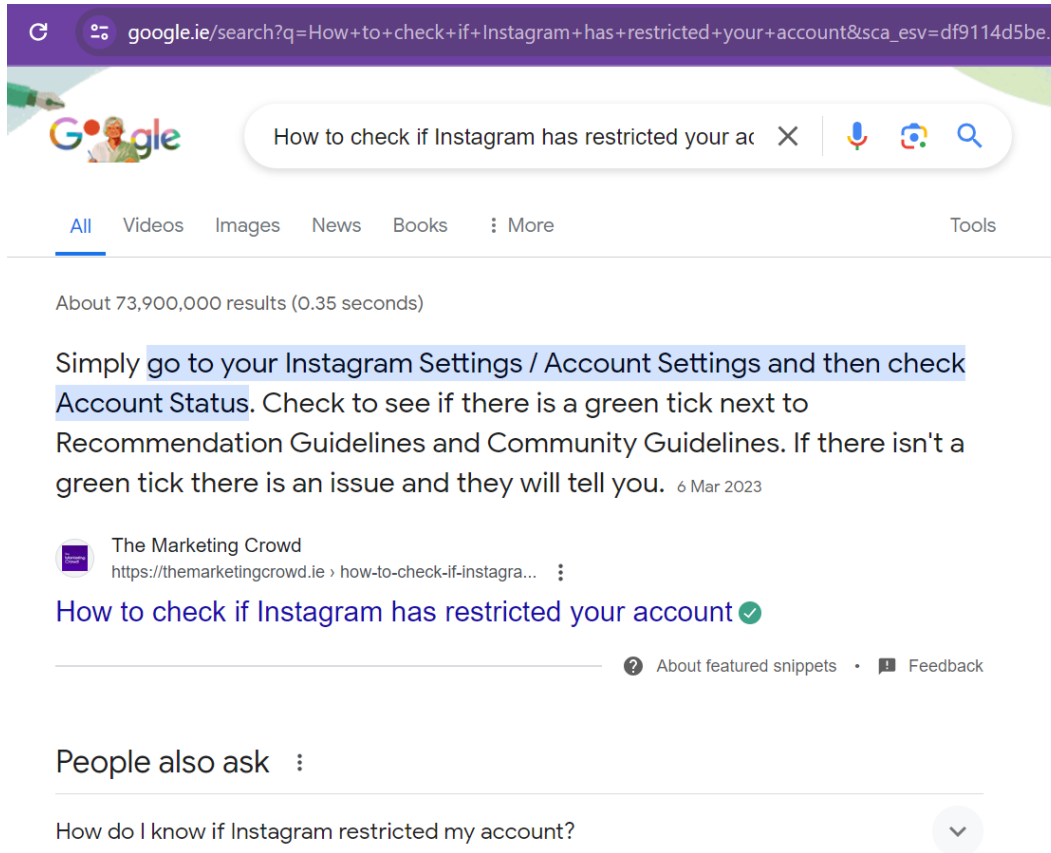 google.ie/search?q=How+to+check+if+Instagram+has+restricted+your+account&sca_esv=df9114d5be.
Google
How to check if Instagram has restricted your ac
All Videos Images News Books More Tools
About 73,900,000 results (0.35 seconds)
Simply go to your Instagram Settings / Account Settings and then check
Account Status. Check to see if there is a green tick next to
Recommendation Guidelines and Community Guidelines. If there isn't a
green tick there is an issue and they will tell you. 6 Mar 2023
The Marketing Crowd
https://themarketingcrowd.ie › how-to-check-if-instagra...
How to check if Instagram has restricted your account
About featured snippets • Feedback
People also ask
How do I know if Instagram restricted my account?